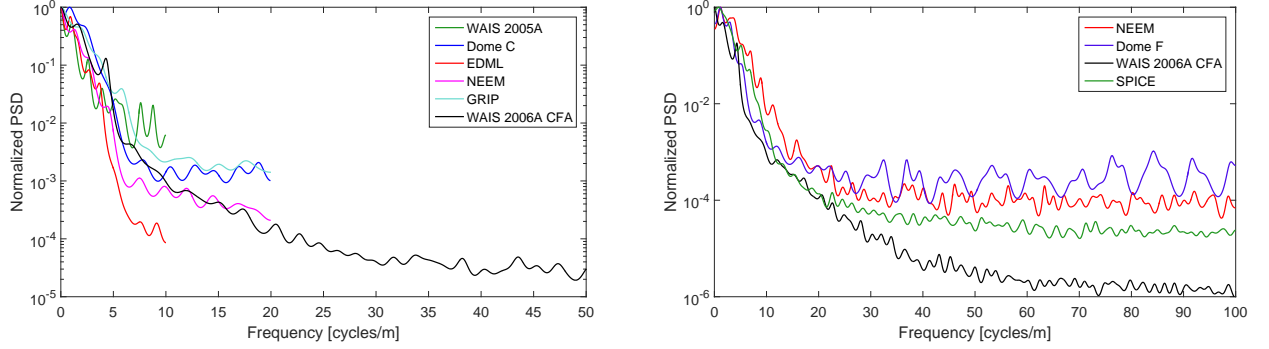 Normalized PSD
10^0
10^-1
10^-2
10^-3
10^-4
10^-5
0 5 10 15 20 25 30 35 40 45 50
Frequency [cycles/m]
WAIS 2005A
Dome C
EDML
NEEM
GRIP
WAIS 2006A CFA
Normalized PSD
10^0
10^-2
10^-4
10^-6
0 10 20 30 40 50 60 70 80 90 100
Frequency [cycles/m]
NEEM
Dome F
WAIS 2006A CFA
SPICE